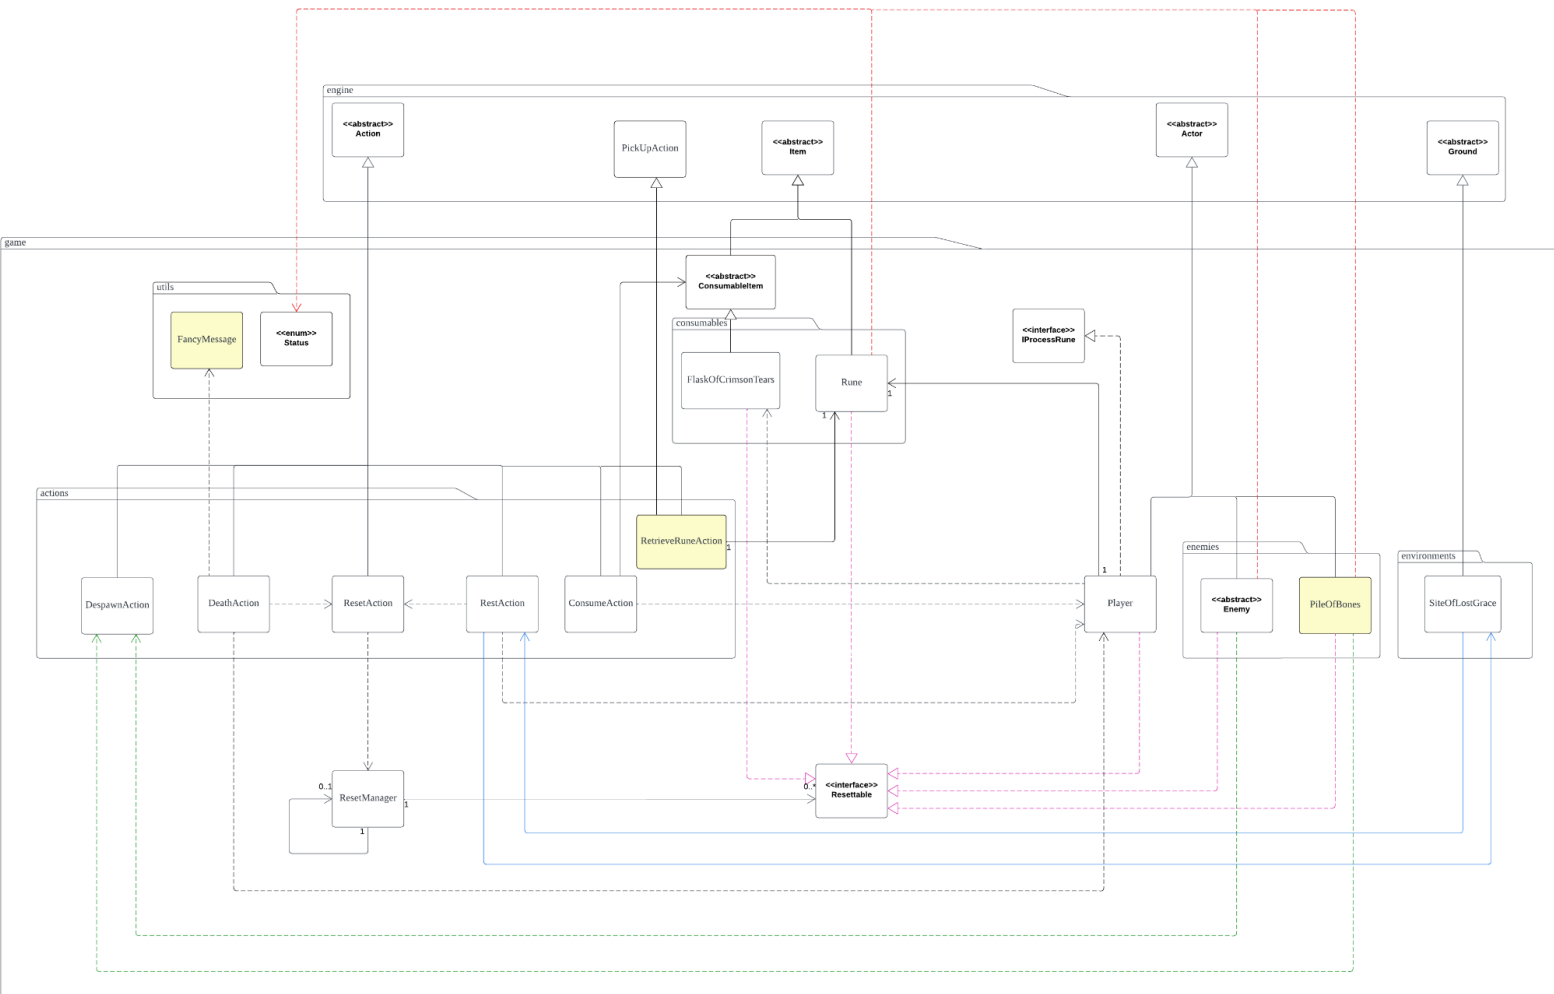 engine
<<abstract>>
Action
PickUpAction
<<abstract>>
Item
<<abstract>>
Actor
<<abstract>>
Ground
game
utils
FancyMessage
<<enum>>
Status
<<abstract>>
ConsumableItem
consumables
FlaskOfCrimsonTears
Rune
1
1
<<interface>>
IProcessRune
actions
RetrieveRuneAction
1
DespawnAction
DeathAction
ResetAction
RestAction
ConsumeAction
1
Player
enemies
<<abstract>>
Enemy
PileOfBones
environments
SiteOfLostGrace
0..1
ResetManager
1
1
0..*
<<interface>>
Resettable